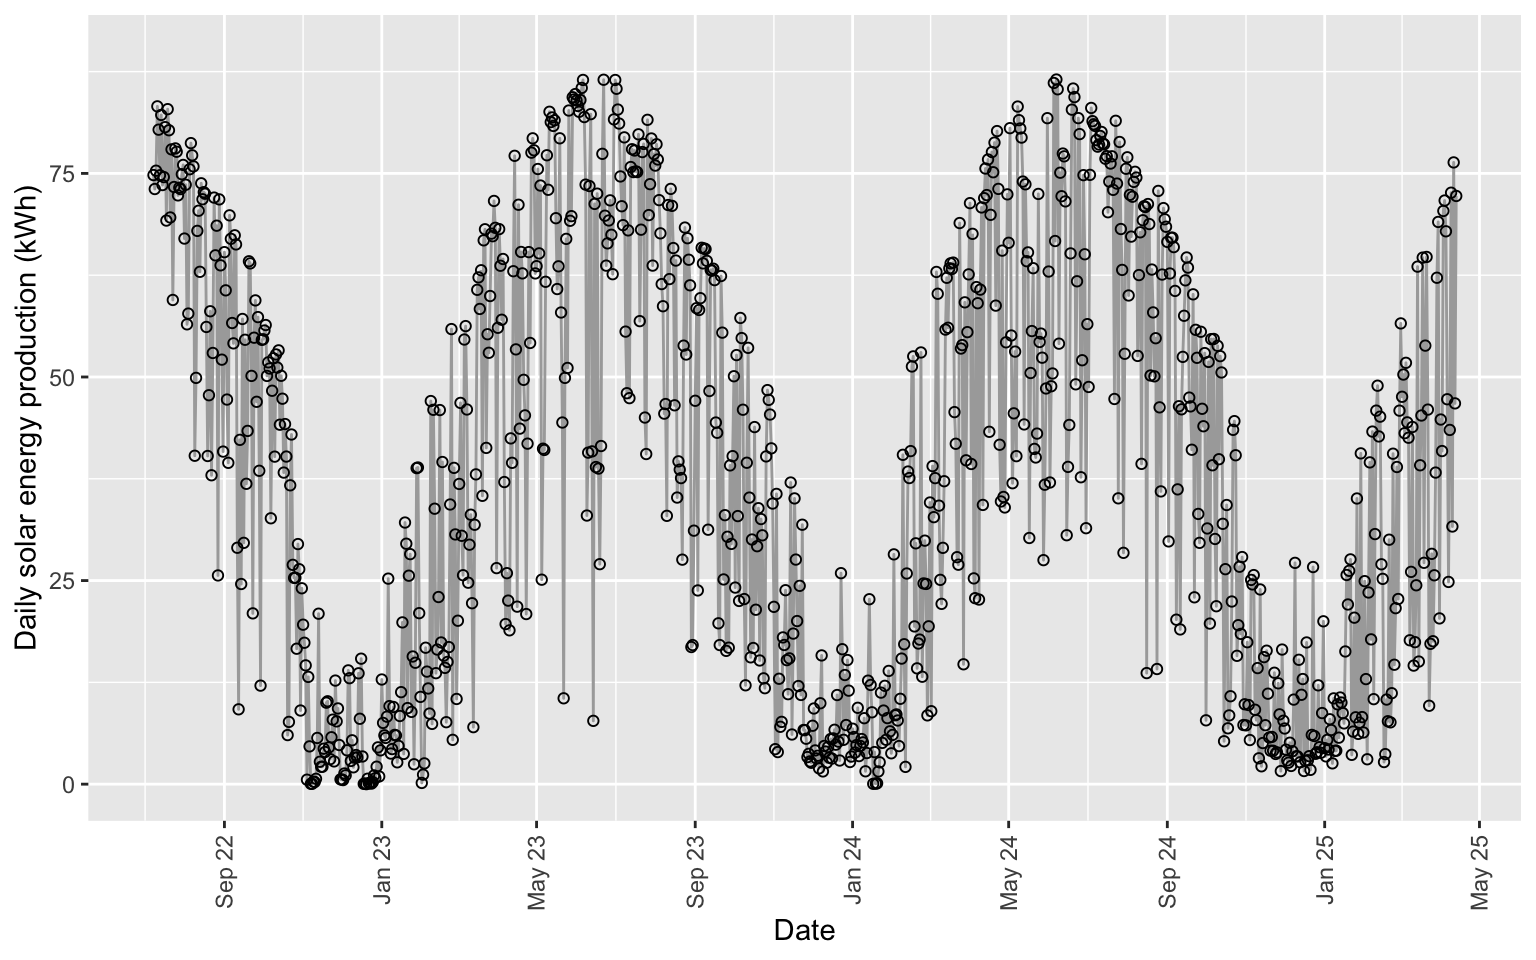 Daily solar energy production (kWh)
75
50
25
0
Sep 22
Jan 23
May 23
Sep 23
Jan 24
May 24
Sep 24
Jan 25
May 25
Date